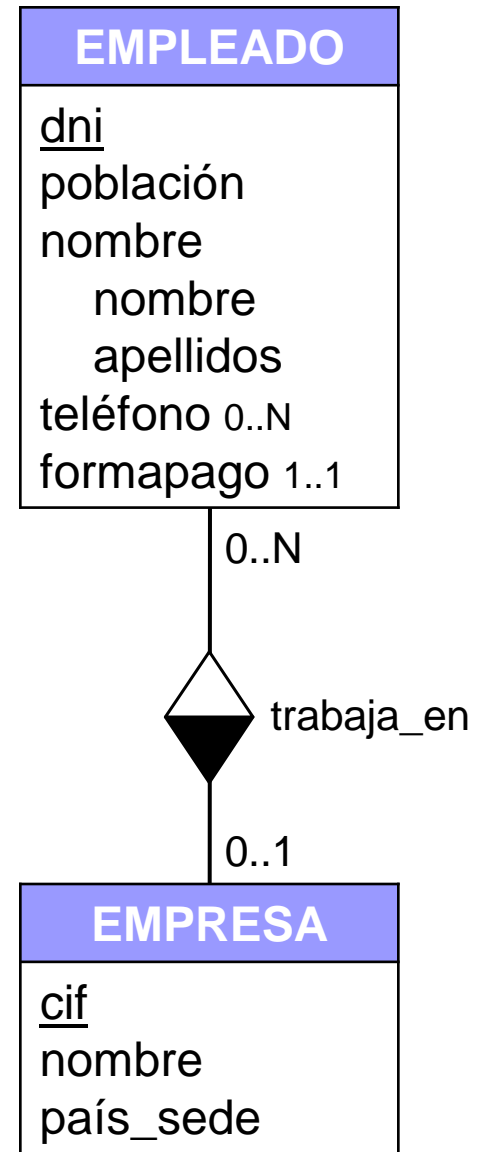 EMPLEADO
dni
población
nombre
nombre
apellidos
teléfono 0..N
formapago 1..1
0..N
trabaja_en
0..1
EMPRESA
cif
nombre
país_sede